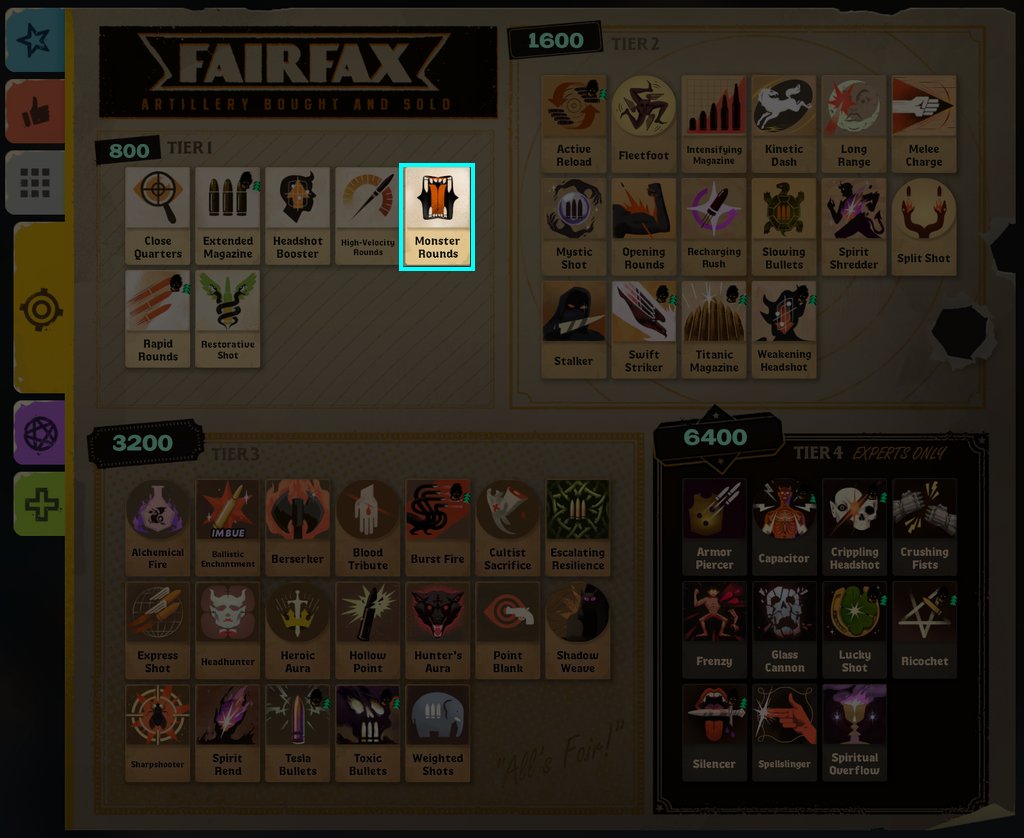 FAIRFAX
ARTILLERY BOUGHT AND SOLD
800 TIER 1
Close
Quarters
Extended
Magazine
Headshot
Booster
High-Velocity
Rounds
Monster
Rounds
Rapid
Rounds
Restorative
Shot
1600 TIER 2
Active
Reload
Fleetfoot
Intensifying
Magazine
Kinetic
Dash
Long
Range
Melee
Charge
Mystic
Shot
Opening
Rounds
Recharging
Rush
Slowing
Bullets
Spirit
Shredder
Split Shot
Stalker
Swift
Striker
Titanic
Magazine
Weakening
Headshot
3200 TIER 3
Alchemical
Fire
IMBUE
Ballistic
Enchantment
Berserker
Blood
Tribute
Burst Fire
Cultist
Sacrifice
Escalating
Resilience
Express
Shot
Headhunter
Heroic
Aura
Hollow
Point
Hunter's
Aura
Point
Blank
Shadow
Weave
Sharpshooter
Spirit
Rend
Tesla
Bullets
Toxic
Bullets
Weighted
Shots
"All's Fair!"
6400 TIER 4 EXPERTS ONLY
Armor
Piercer
Capacitor
Crippling
Headshot
Crushing
Fists
Frenzy
Glass
Cannon
Lucky
Shot
Ricochet
Silencer
Spellslinger
Spiritual
Overflow